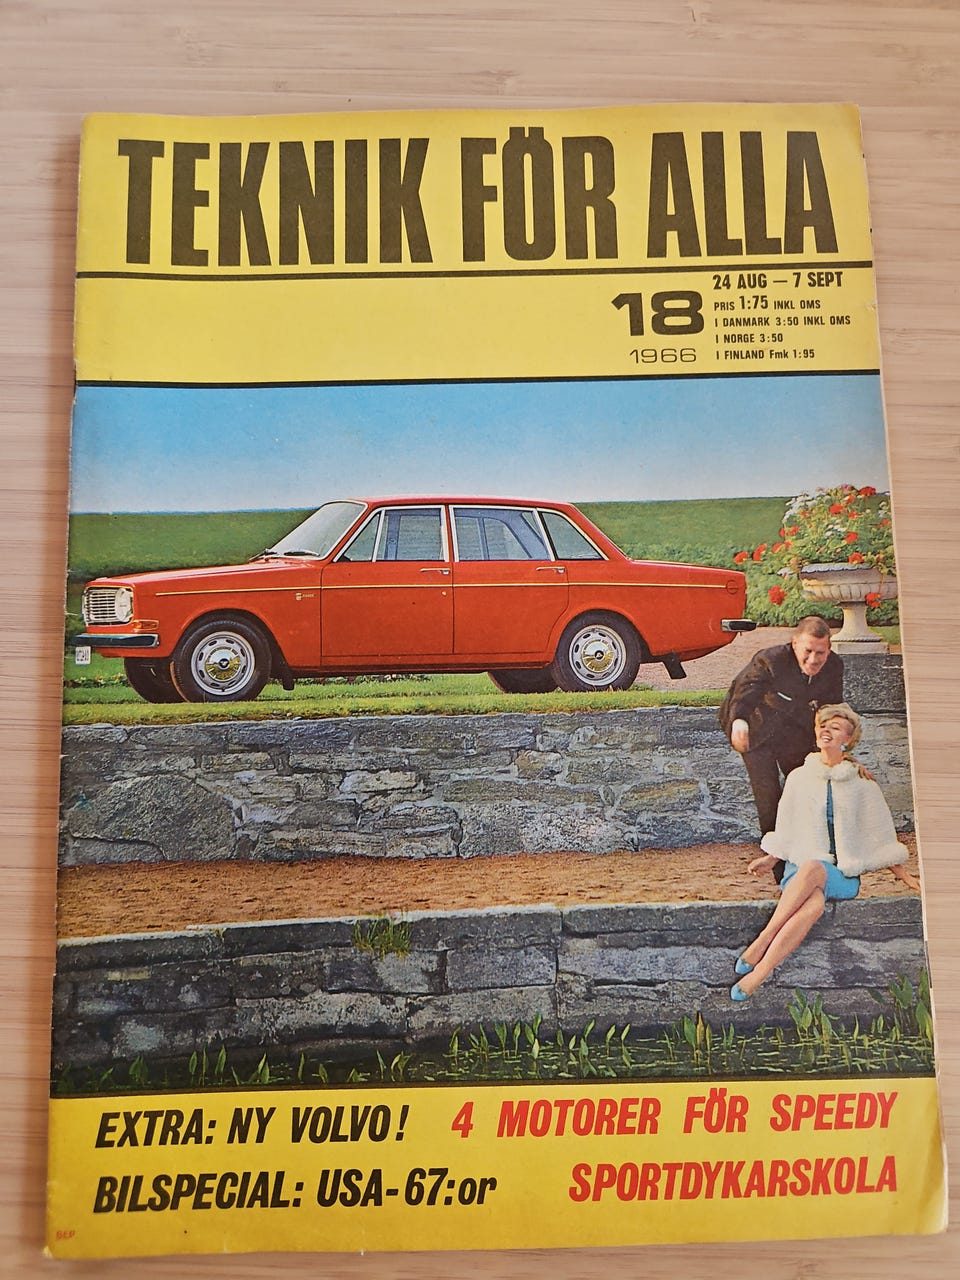 TEKNIK FÖR ALLA
18
1966
24 AUG — 7 SEPT
PRIS 1:75 INKL OMS
I DANMARK 3:50 INKL OMS
I NORGE 3:50
I FINLAND Fmk 1:95
EXTRA: NY VOLVO!
4 MOTORER FÖR SPEEDY
BILSPECIAL: USA-67:or
SPORTDYKARSKOLA